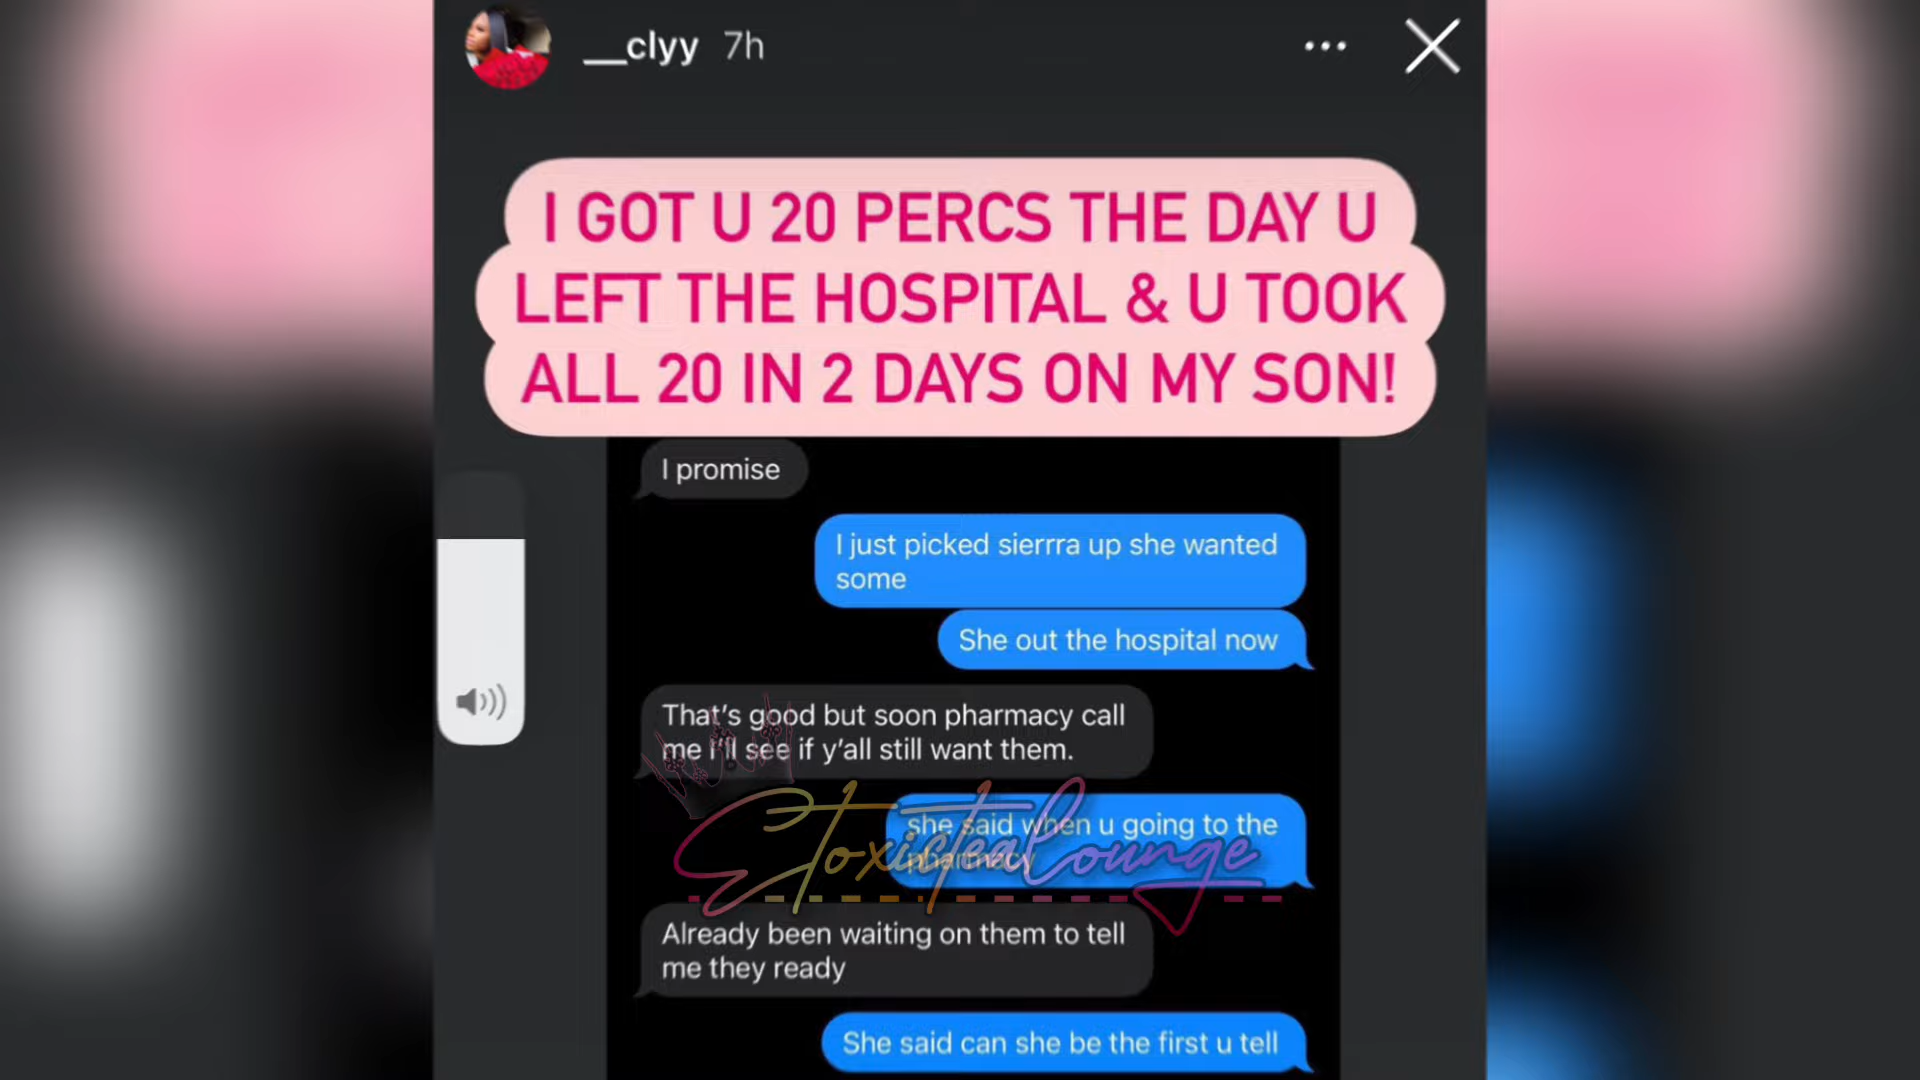 __clyy 7h
I GOT U 20 PERCS THE DAY U
LEFT THE HOSPITAL & U TOOK
ALL 20 IN 2 DAYS ON MY SON!
I promise
I just picked sierrra up she wanted
some
She out the hospital now
That's good but soon pharmacy call
me i'll see if y'all still want them.
she said when u going to the
pharmacy
Etoxistealounge
Already been waiting on them to tell
me they ready
She said can she be the first u tell